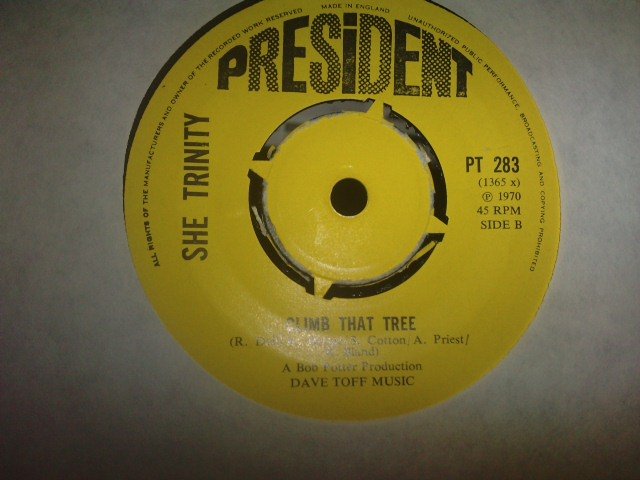 ALL RIGHTS OF THE MANUFACTURERS AND OWNER OF THE RECORDED WORK RESERVED MADE IN ENGLAND UNAUTHORIZED PUBLIC PERFORMANCE, BROADCASTING AND COPYING PROHIBITED
PRESiDENT
SHE TRINITY
PT 283
(1365 x)
℗ 1970
45 RPM
SIDE B
CLIMB THAT TREE
(R. Cotton/A. Priest/
A Bob Potter Production
DAVE TOFF MUSIC